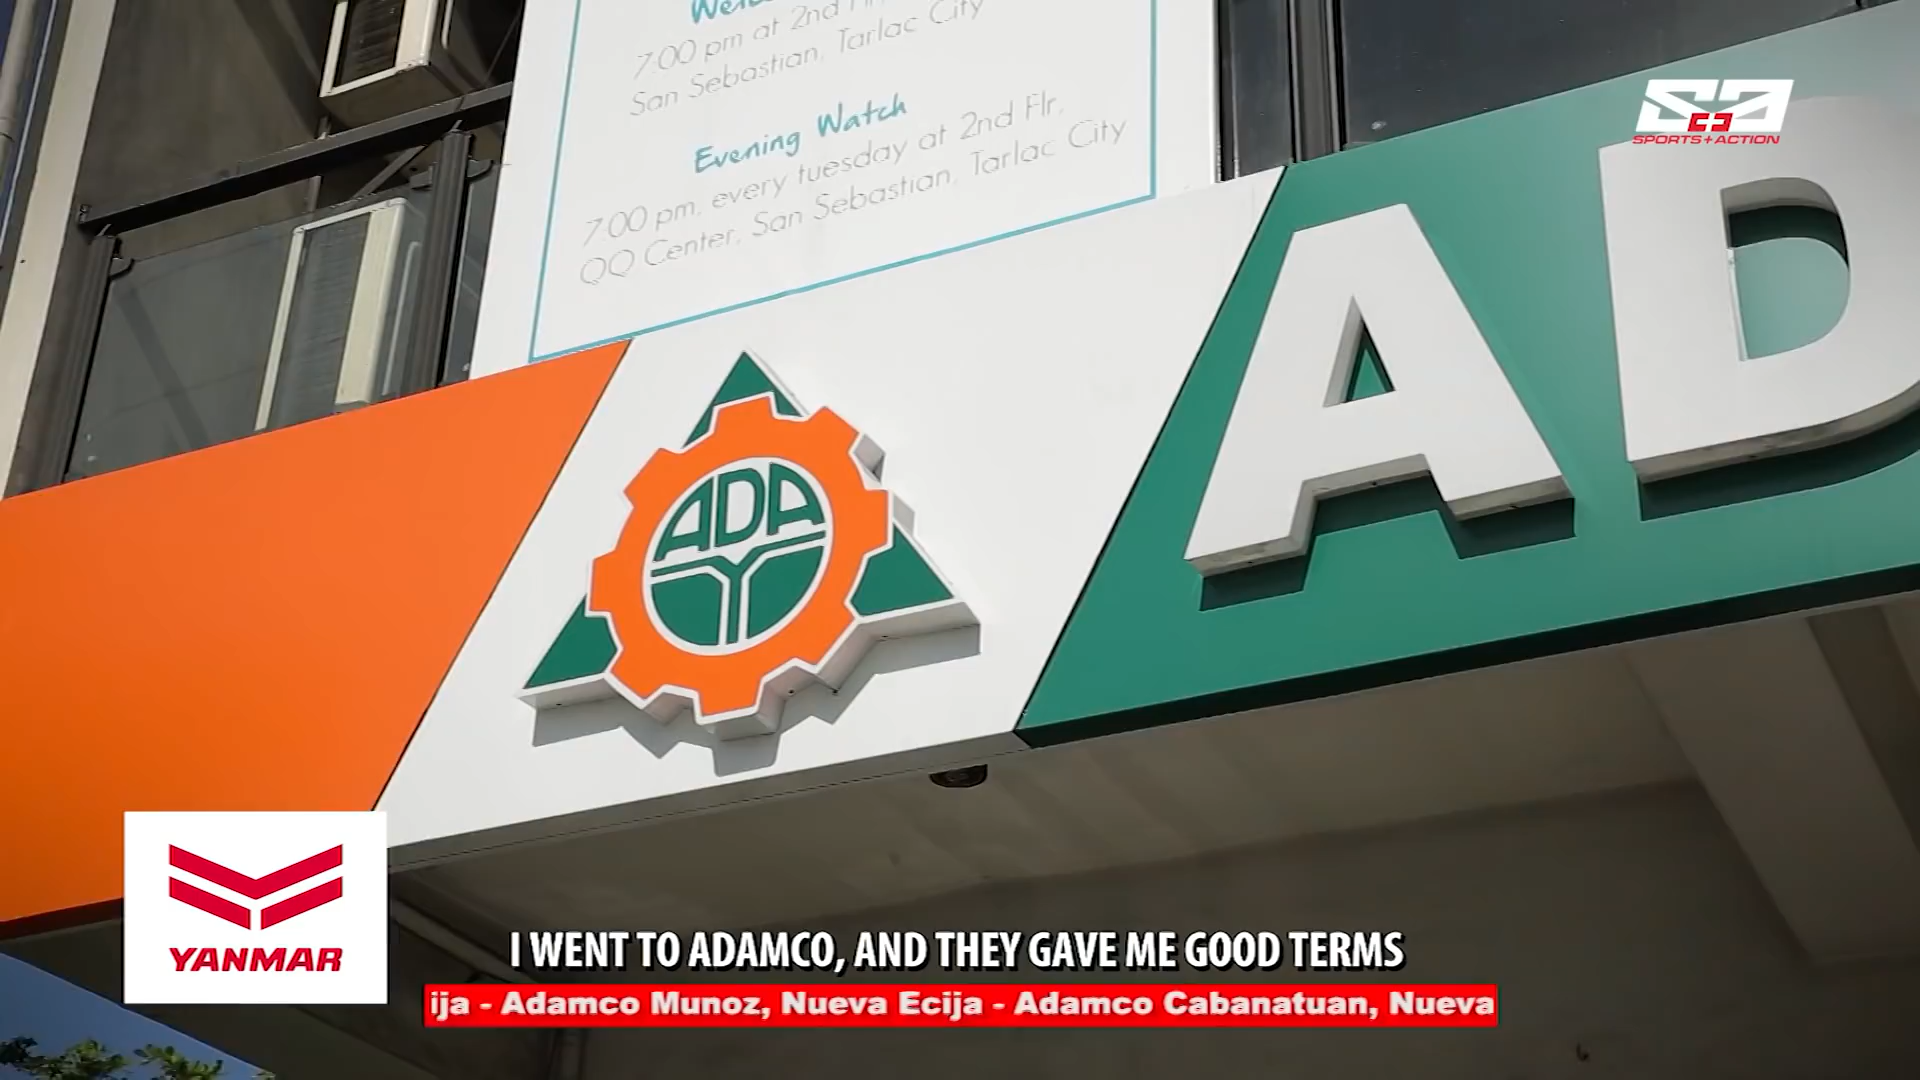 7:00 pm at 2nd
San Sebastian, Tarlac City
Evening Watch
7:00 pm, every tuesday at 2nd Flr.
QQ Center, San Sebastian, Tarlac City
S+A
SPORTS+ACTION
AD
ADA
YANMAR
I WENT TO ADAMCO, AND THEY GAVE ME GOOD TERMS
ija - Adamco Munoz, Nueva Ecija - Adamco Cabanatuan, Nueva